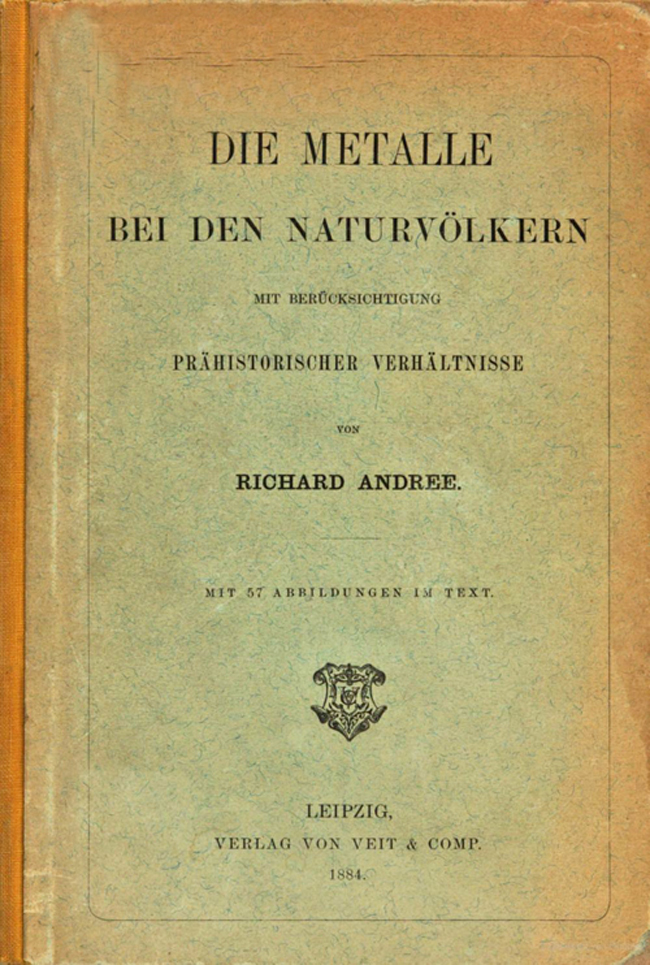 DIE METALLE
BEI DEN NATURVÖLKERN
MIT BERÜCKSICHTIGUNG
PRÄHISTORISCHER VERHÄLTNISSE
VON
RICHARD ANDREE.
MIT 57 ABBILDUNGEN IM TEXT.
LEIPZIG,
VERLAG VON VEIT & COMP.
1884.